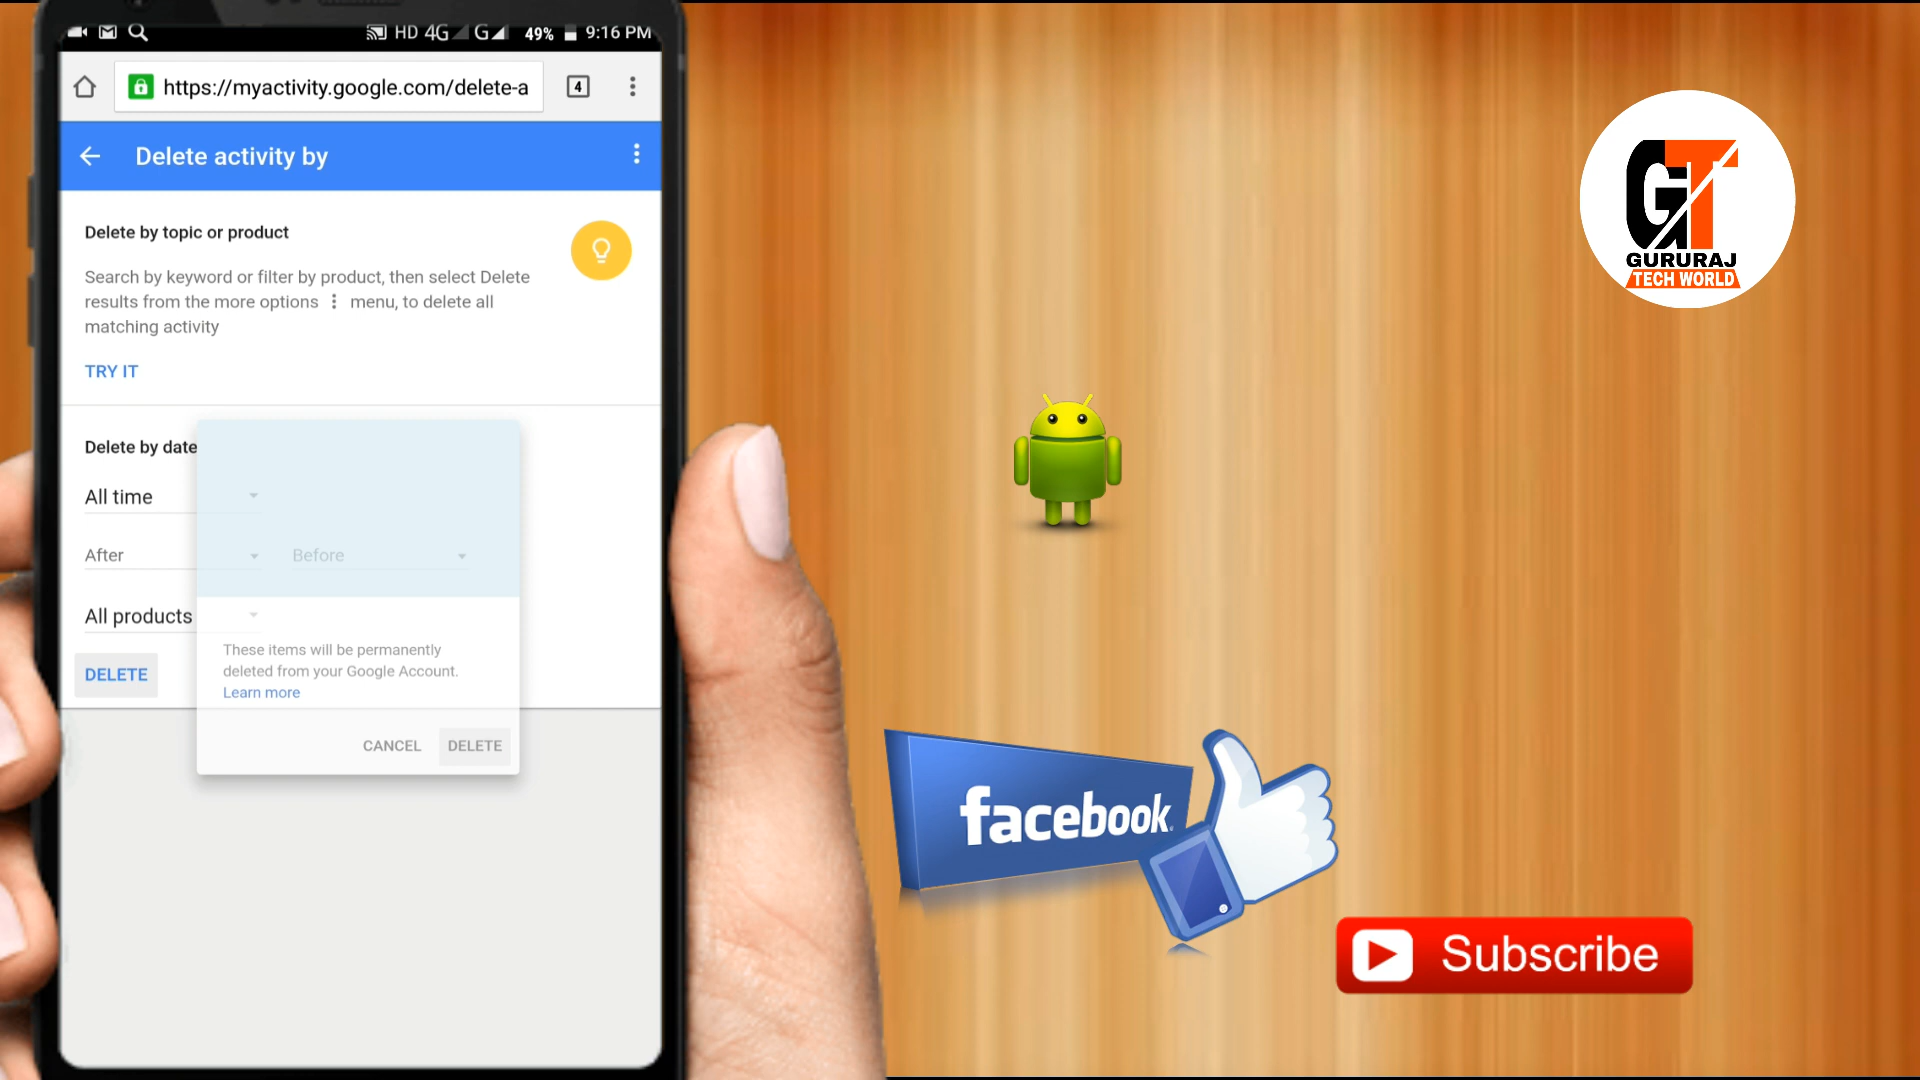 HD 4G G 49% 9:16 PM
https://myactivity.google.com/delete-a
4
Delete activity by
Delete by topic or product
Search by keyword or filter by product, then select Delete
results from the more options ⋮ menu, to delete all
matching activity
TRY IT
Delete by date
All time
After
Before
All products
DELETE
These items will be permanently
deleted from your Google Account.
Learn more
CANCEL
DELETE
GT
GURURAJ
TECH WORLD
facebook
Subscribe